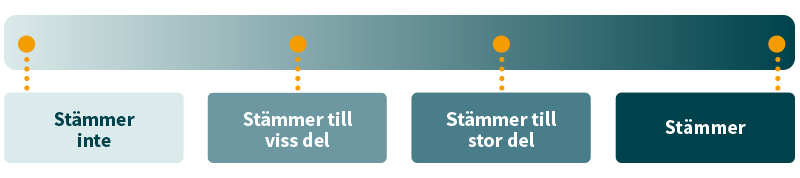 Stämmer
inte
Stämmer till
viss del
Stämmer till
stor del
Stämmer